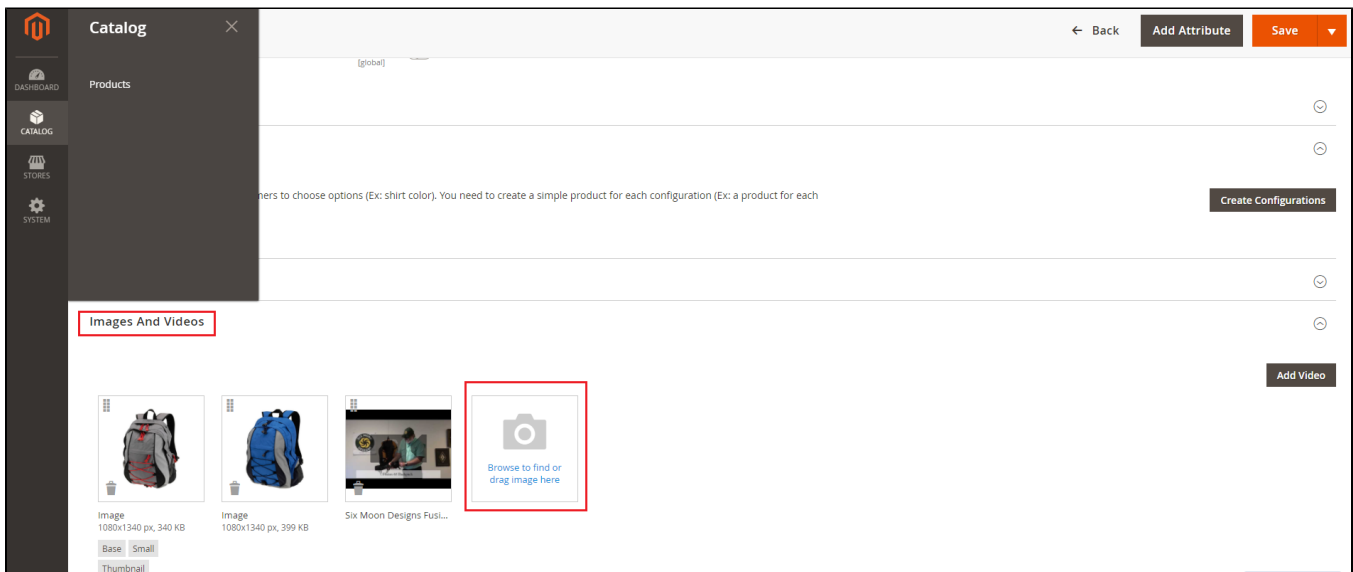 Catalog
← Back
Add Attribute
Save
[global]
DASHBOARD
Products
CATALOG
STORES
SYSTEM
mers to choose options (Ex: shirt color). You need to create a simple product for each configuration (Ex: a product for each
Create Configurations
Images And Videos
Add Video
Browse to find or
drag image here
Image
1080x1340 px, 340 KB
Image
1080x1340 px, 399 KB
Six Moon Designs Fusi...
Base
Small
Thumbnail